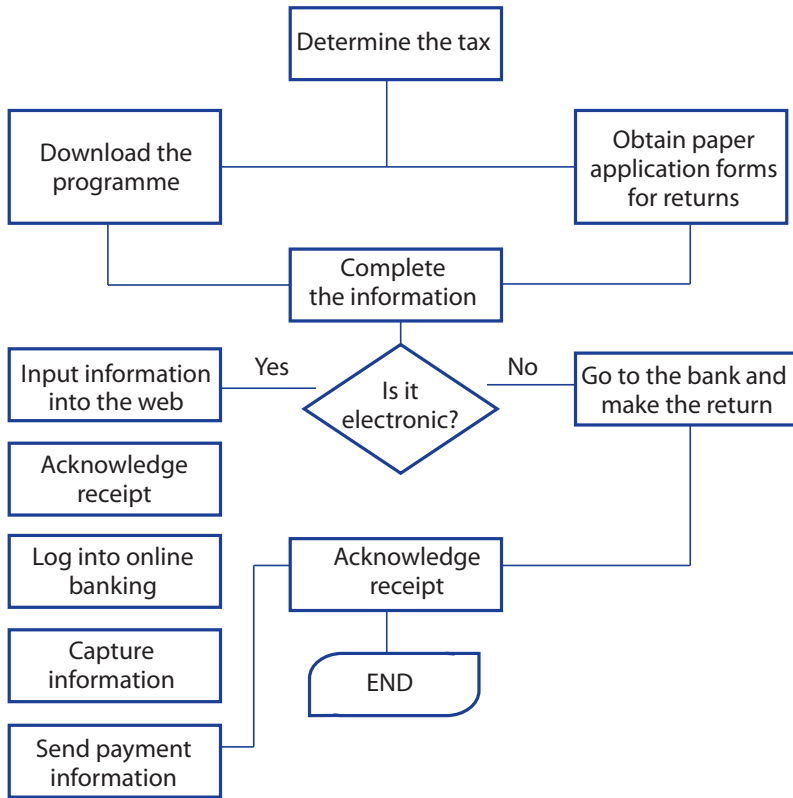 Determine the tax
Download the
programme
Obtain paper
application forms
for returns
Complete
the information
Is it
electronic?
Yes
No
Input information
into the web
Go to the bank and
make the return
Acknowledge
receipt
Log into online
banking
Capture
information
Send payment
information
Acknowledge
receipt
END